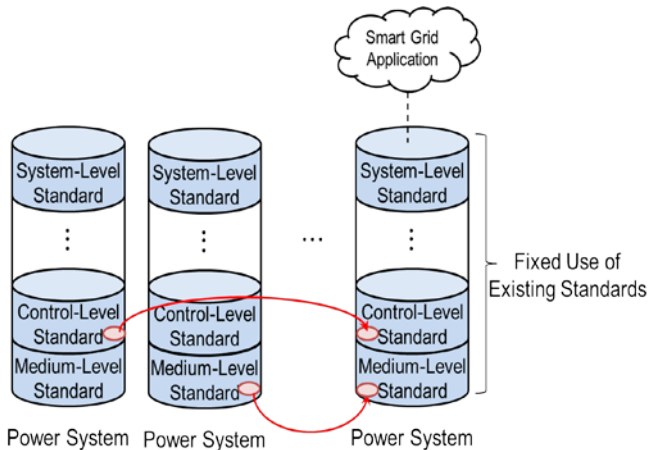 Smart Grid
Application
System-Level
Standard
System-Level
Standard
System-Level
Standard
Fixed Use of
Existing Standards
Control-Level
Standard
Control-Level
Standard
Control-Level
Standard
Medium-Level
Standard
Medium-Level
Standard
Medium-Level
Standard
Power System
Power System
Power System